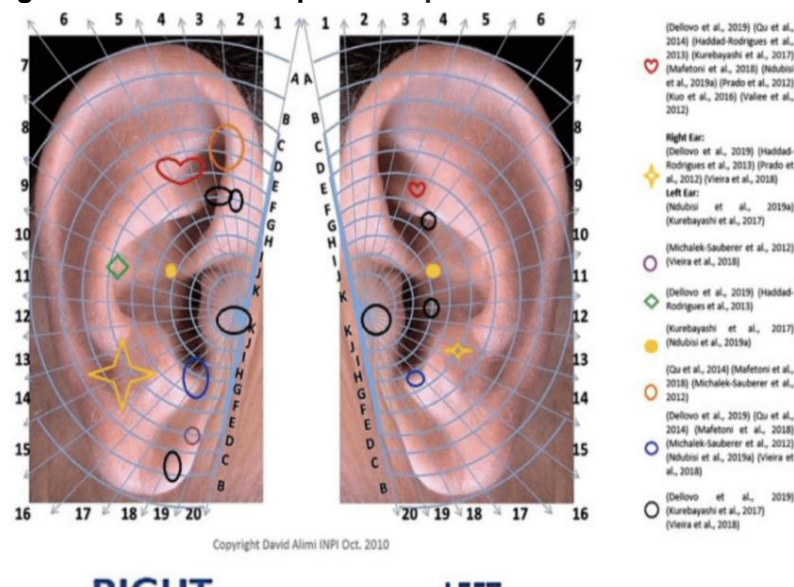 6 5 4 3 2 1 1 2 3 4 5 6
7 A A 7
B B
8 C C 8
D D
9 E E 9
F F
G G
10 H H 10
I I
11 J J 11
K K
12 K K 12
J J
13 I I 13
H H
14 G G 14
F F
E E
15 D D 15
C C
B B
16 17 18 19 20 20 19 18 17 16
Copyright David Alimi INPI Oct. 2010
(Dellovo et al., 2019) (Qu et al.,
2014) (Haddad-Rodrigues et al.,
2013) (Kurebayashi et al., 2017)
(Mafetoni et al., 2018) (Ndubisi
et al., 2019a) (Prado et al., 2012)
(Kuo et al., 2016) (Vallee et al.,
2012)
Right Ear:
(Dellovo et al., 2019) (Haddad-
Rodrigues et al., 2013) (Prado et
al., 2012) (Vieira et al., 2018)
Left Ear:
(Ndubisi et al., 2019a)
(Kurebayashi et al., 2017)
(Michalek-Sauberer et al., 2012)
(Vieira et al., 2018)
(Dellovo et al., 2019) (Haddad-
Rodrigues et al., 2013)
(Kurebayashi et al., 2017)
(Ndubisi et al., 2019a)
(Qu et al., 2014) (Mafetoni et al.,
2018) (Michalek-Sauberer et al.,
2012)
(Dellovo et al., 2019) (Qu et al.,
2014) (Mafetoni et al., 2018)
(Michalek-Sauberer et al., 2012)
(Ndubisi et al., 2019a) (Vieira et
al., 2018)
(Dellovo et al., 2019)
(Kurebayashi et al., 2017)
(Vieira et al., 2018)
RIGHT